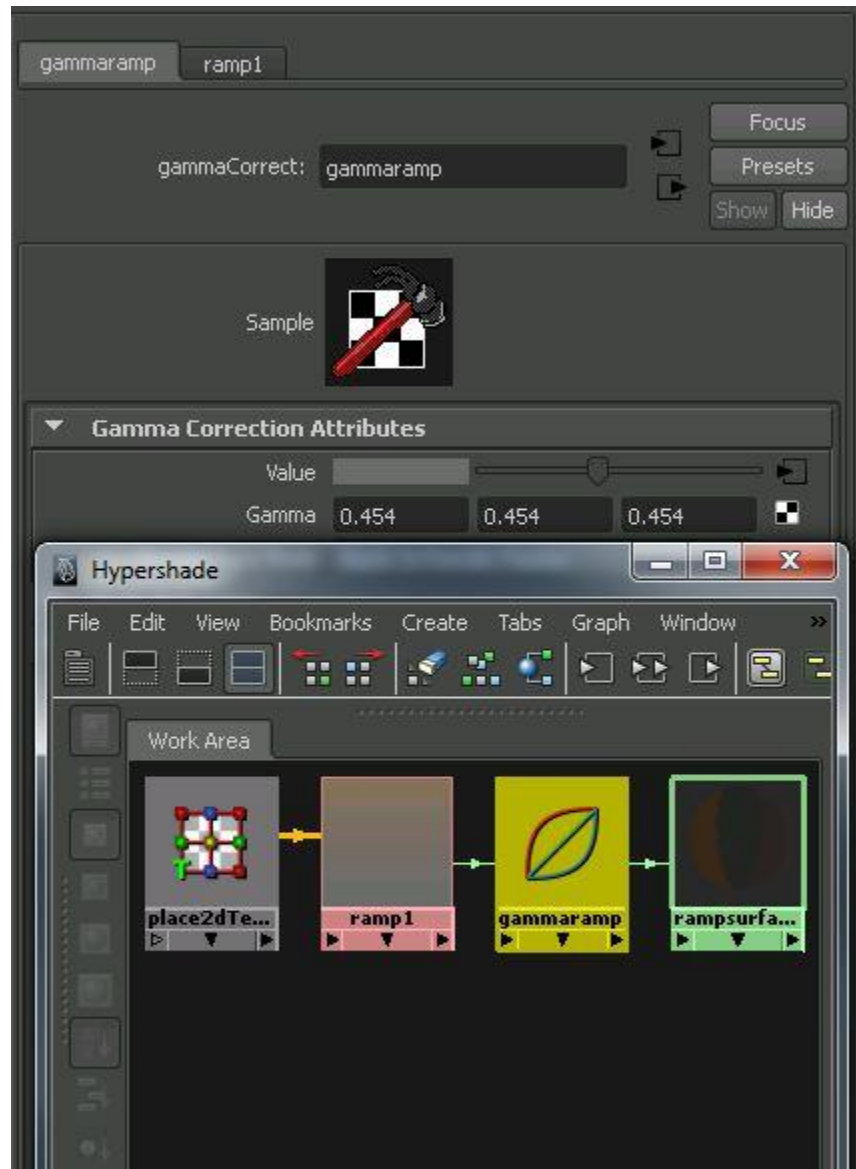 gammaramp ramp1
Focus
gammaCorrect: gammaramp
Presets
Show Hide
Sample
Gamma Correction Attributes
Value
Gamma 0.454 0.454 0.454
Hypershade
File Edit View Bookmarks Create Tabs Graph Window »
Work Area
place2dTe... ramp1 gammaramp rampsurfa...